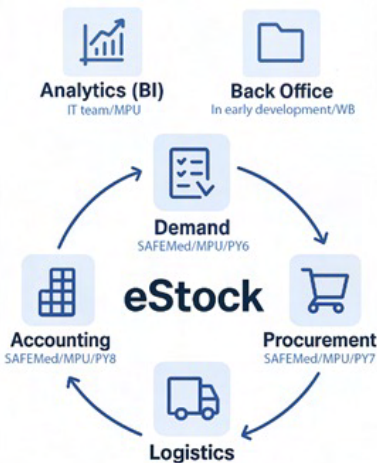 Analytics (BI)
IT team/MPU
Back Office
In early development/WB
Demand
SAFEMed/MPU/PY6
eStock
Accounting
SAFEMed/MPU/PY8
Procurement
SAFEMed/MPU/PY7
Logistics